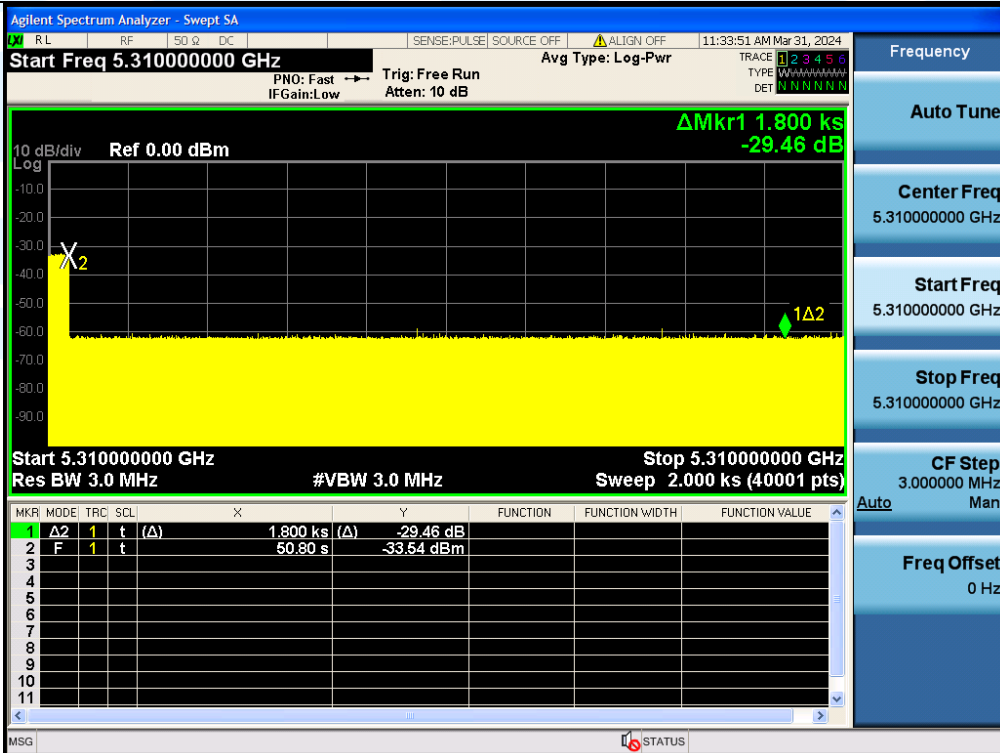 Agilent Spectrum Analyzer - Swept SA
LXI RL RF 50 Ω DC SENSE:PULSE SOURCE OFF ALIGN OFF 11:33:51 AM Mar 31, 2024
Start Freq 5.310000000 GHz
PNO: Fast
IFGain:Low
Trig: Free Run
Atten: 10 dB
Avg Type: Log-Pwr
TRACE 1 2 3 4 5 6
TYPE WWWWWW
DET N N N N N N
ΔMkr1 1.800 ks
-29.46 dB
10 dB/div Ref 0.00 dBm
Log
-10.0
-20.0
-30.0
2
-40.0
-50.0
1Δ2
-60.0
-70.0
-80.0
-90.0
Start 5.310000000 GHz Stop 5.310000000 GHz
Res BW 3.0 MHz #VBW 3.0 MHz Sweep 2.000 ks (40001 pts)
MKR MODE TRC SCL X Y FUNCTION FUNCTION WIDTH FUNCTION VALUE
1 Δ2 1 t (Δ) 1.800 ks (Δ) -29.46 dB
2 F 1 t 50.80 s -33.54 dBm
3
4
5
6
7
8
9
10
11
MSG STATUS
Frequency
Auto Tune
Center Freq
5.310000000 GHz
Start Freq
5.310000000 GHz
Stop Freq
5.310000000 GHz
CF Step
3.000000 MHz
Auto Man
Freq Offset
0 Hz